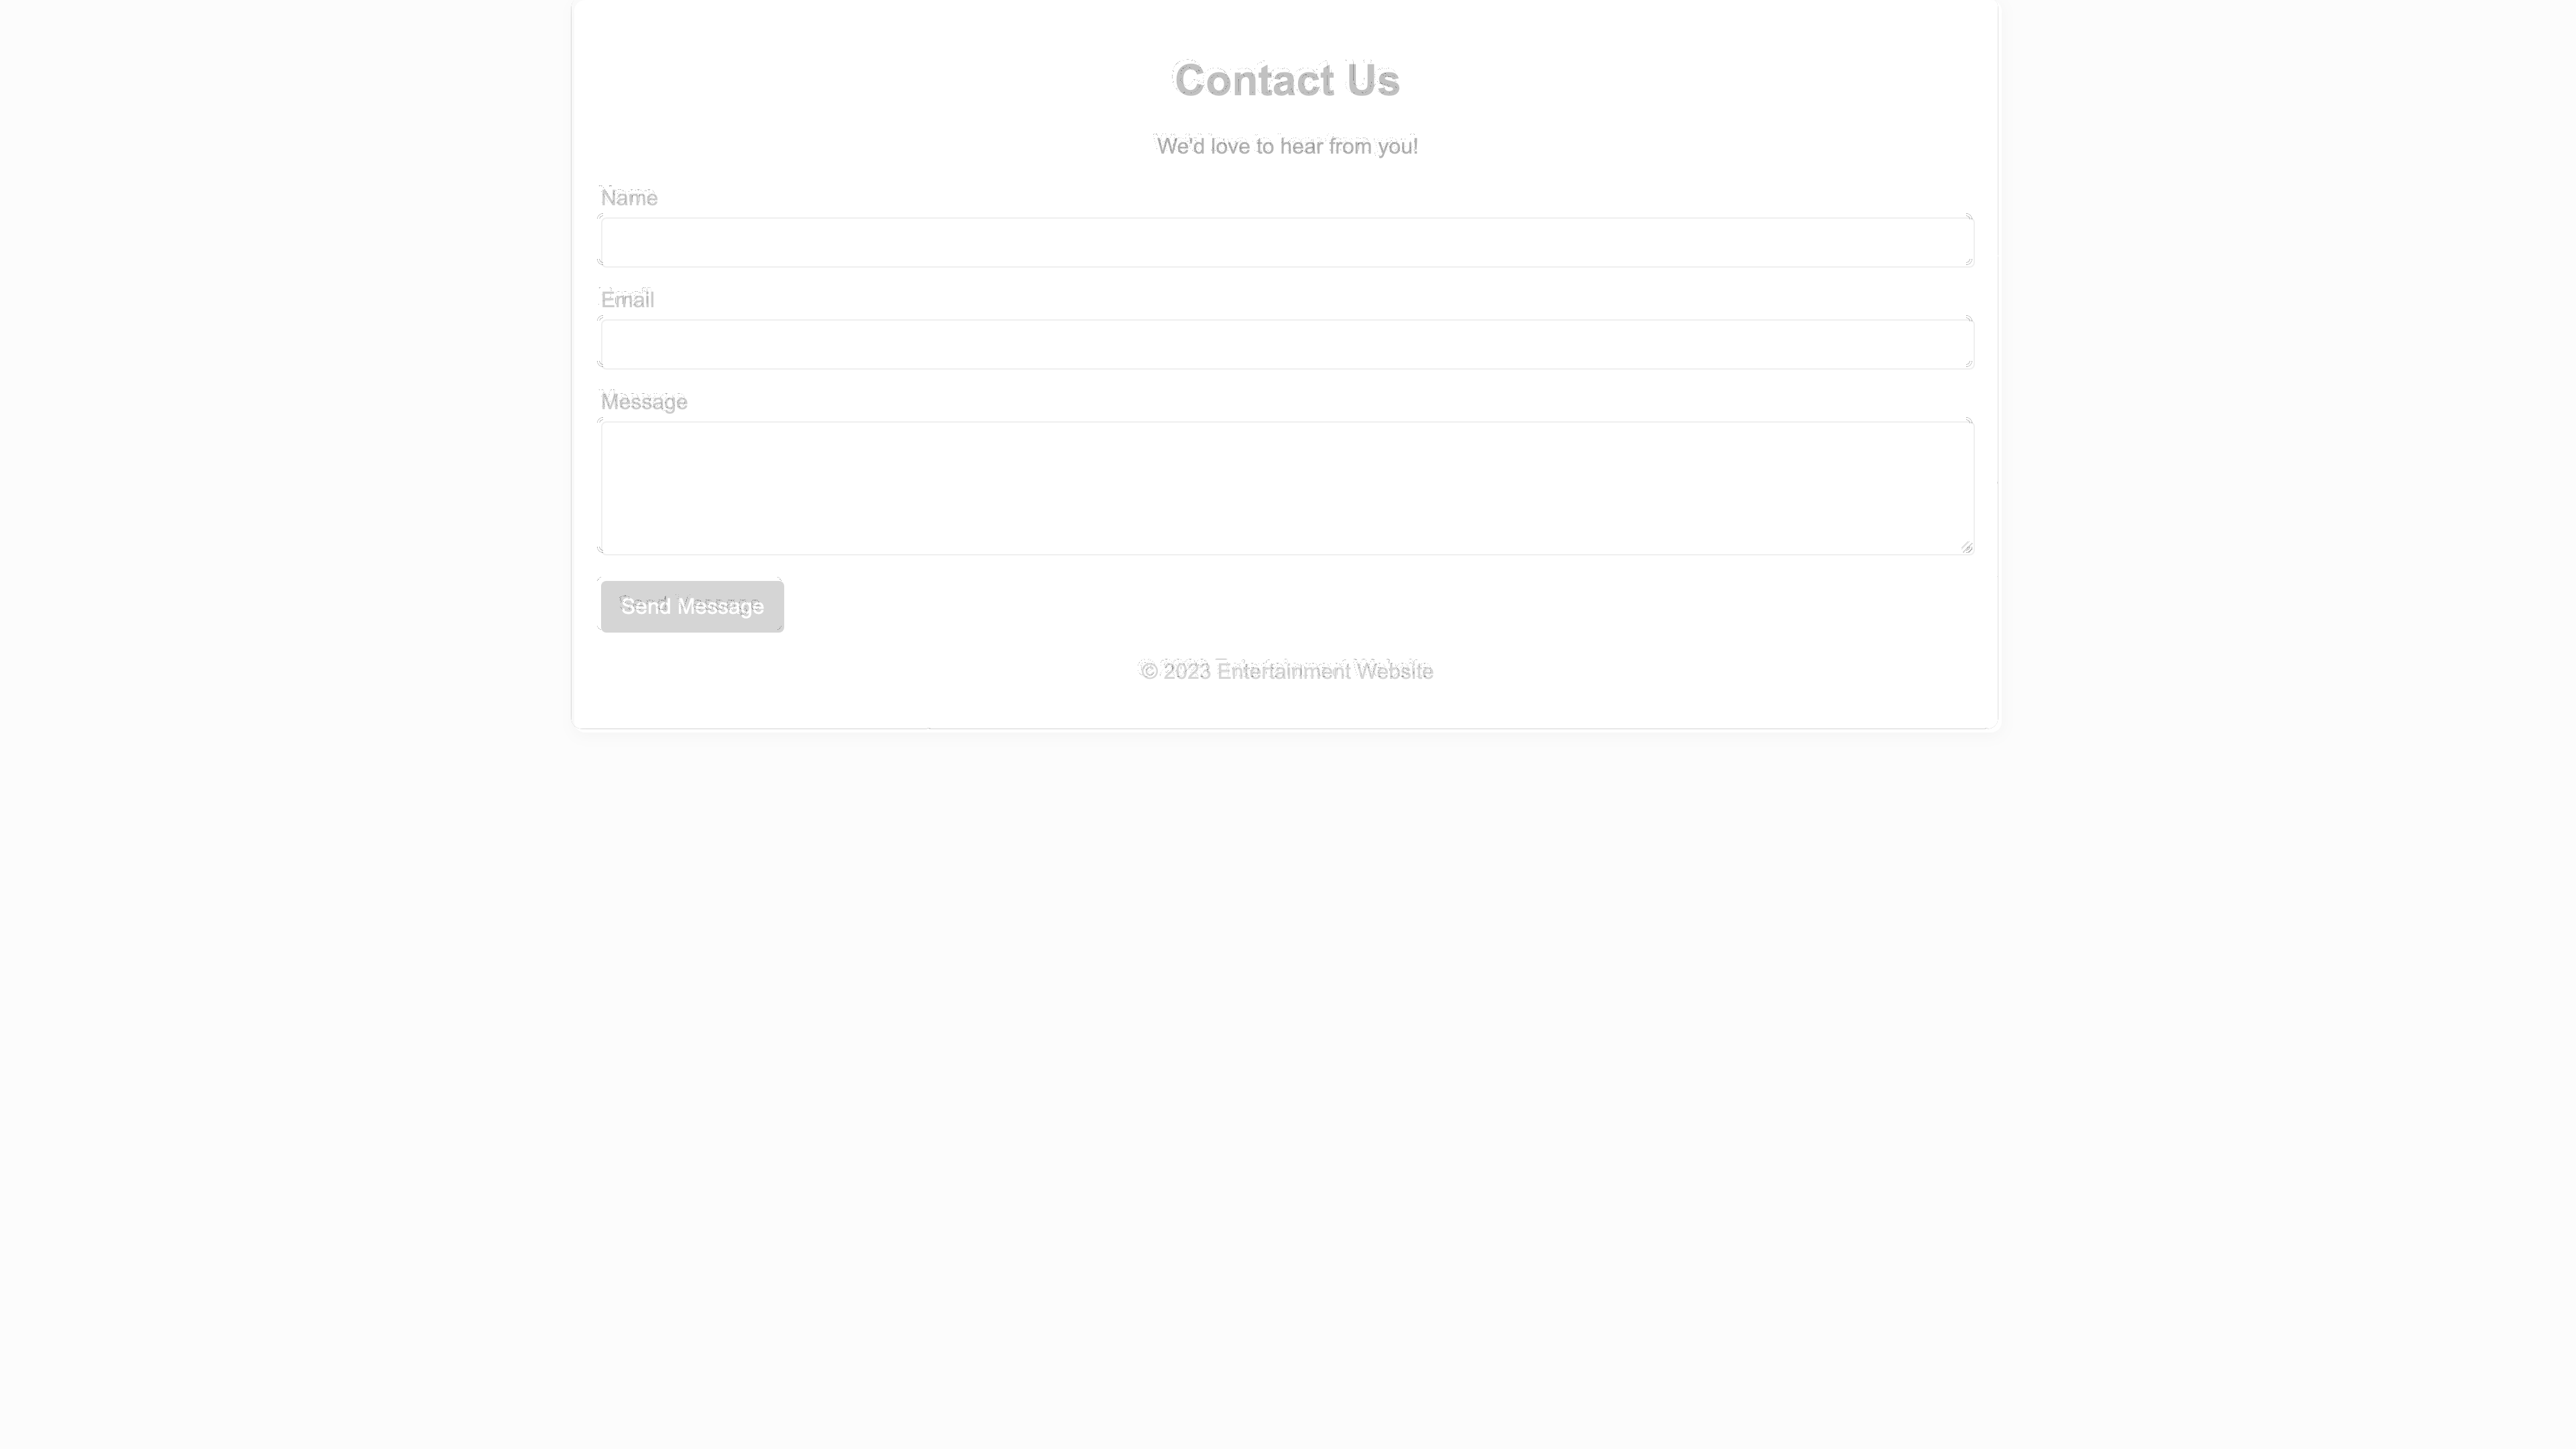 Contact Us
We'd love to hear from you!
Name
Email
Message
Send Message
© 2023 Entertainment Website